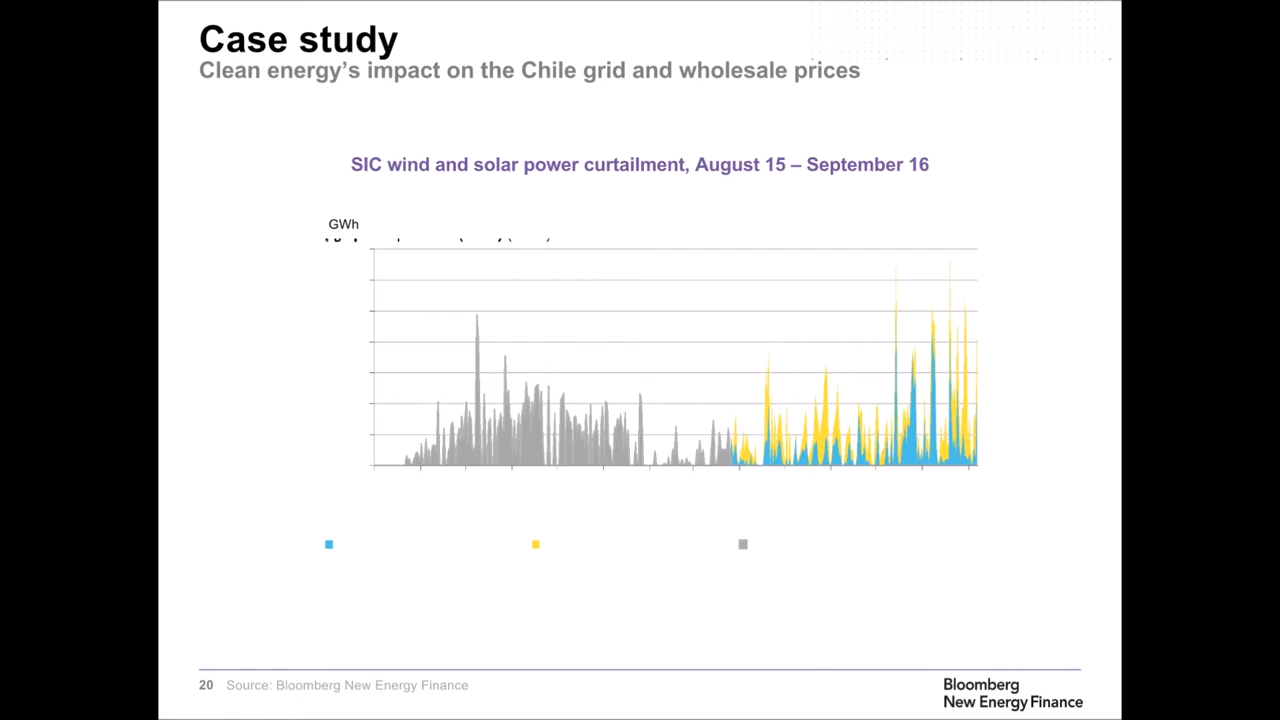 Case study
Clean energy’s impact on the Chile grid and wholesale prices
SIC wind and solar power curtailment, August 15 – September 16
GWh
20 Source: Bloomberg New Energy Finance
Bloomberg
New Energy Finance